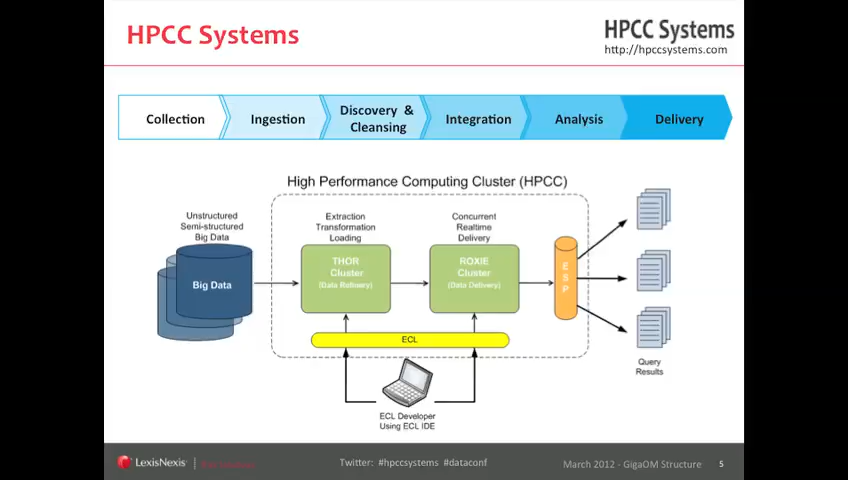 HPCC Systems
HPCC Systems
http://hpccsystems.com
Collection
Ingestion
Discovery &
Cleansing
Integration
Analysis
Delivery
High Performance Computing Cluster (HPCC)
Unstructured
Semi-structured
Big Data
Extraction
Transformation
Loading
Concurrent
Realtime
Delivery
Big Data
THOR
Cluster
(Data Refinery)
ROXIE
Cluster
(Data Delivery)
E
S
P
ECL
Query
Results
ECL Developer
Using ECL IDE
LexisNexis
Twitter: #hpccsystems #dataconf
March 2012 - GigaOM Structure
5